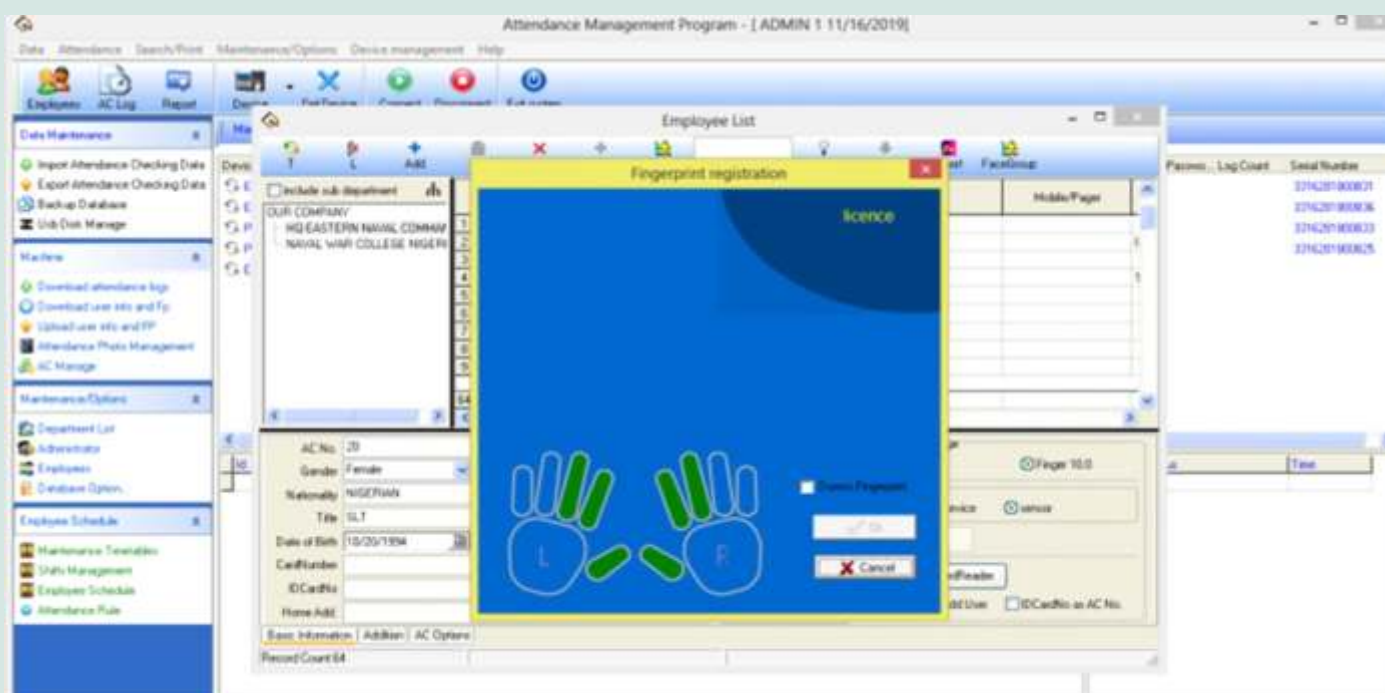 Attendance Management Program - [ ADMIN 1 11/16/2019]
Data Attendance Search/Print Maintenance/Options Device management Help
Employees AC Log Report
Exit system
Data Maintenance
Import Attendance Checking Data
Export Attendance Checking Data
Backup Database
Usb Disk Manage
Machine
Download attendance logs
Download user info and Fp
Upload user info and FP
Attendance Photo Management
AC Manage
Maintenance/Options
Department List
Administrator
Employees
Database Option..
Employee Schedule
Maintenance Timetables
Shifts Management
Employee Schedule
Attendance Rule
Employee List
Add
FaceGroup
Include sub department
OUR COMPANY
HQ EASTERN NAVAL COMMAN
NAVAL WAR COLLEGE NIGERI
Mobile/Pager
Log Count Serial Number
Fingerprint registration
licence
L R
Duress Fingerprint
Ok
Cancel
AC No. 20
Gender Female
Nationality NIGERIAN
Title SLT
Date of Birth 10/20/1994
CardNumber
IDCardNo
Home Add.
Finger 10.0
sensor
IDCardNo as AC No.
Basic Information Addition AC Options
Record Count 64
Time